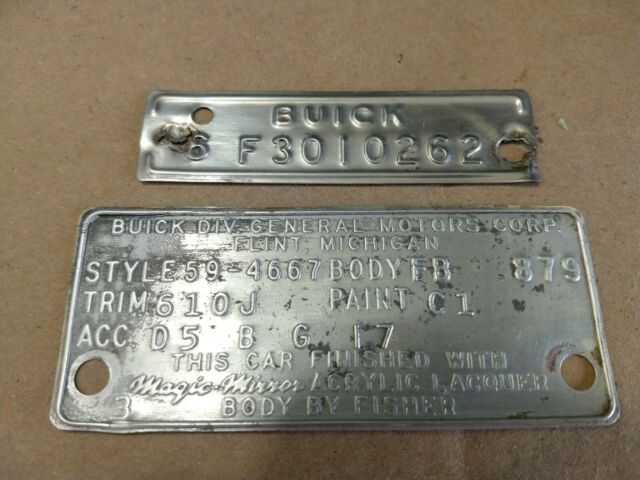 BUICK
6 F3010262
BUICK DIV. GENERAL MOTORS CORP.
FLINT, MICHIGAN
STYLE 59-4667 BODY FB 879
TRIM 610J PAINT C1
ACC. D5 B G 17
THIS CAR FINISHED WITH
Magic-Mirror ACRYLIC LACQUER
3 BODY BY FISHER